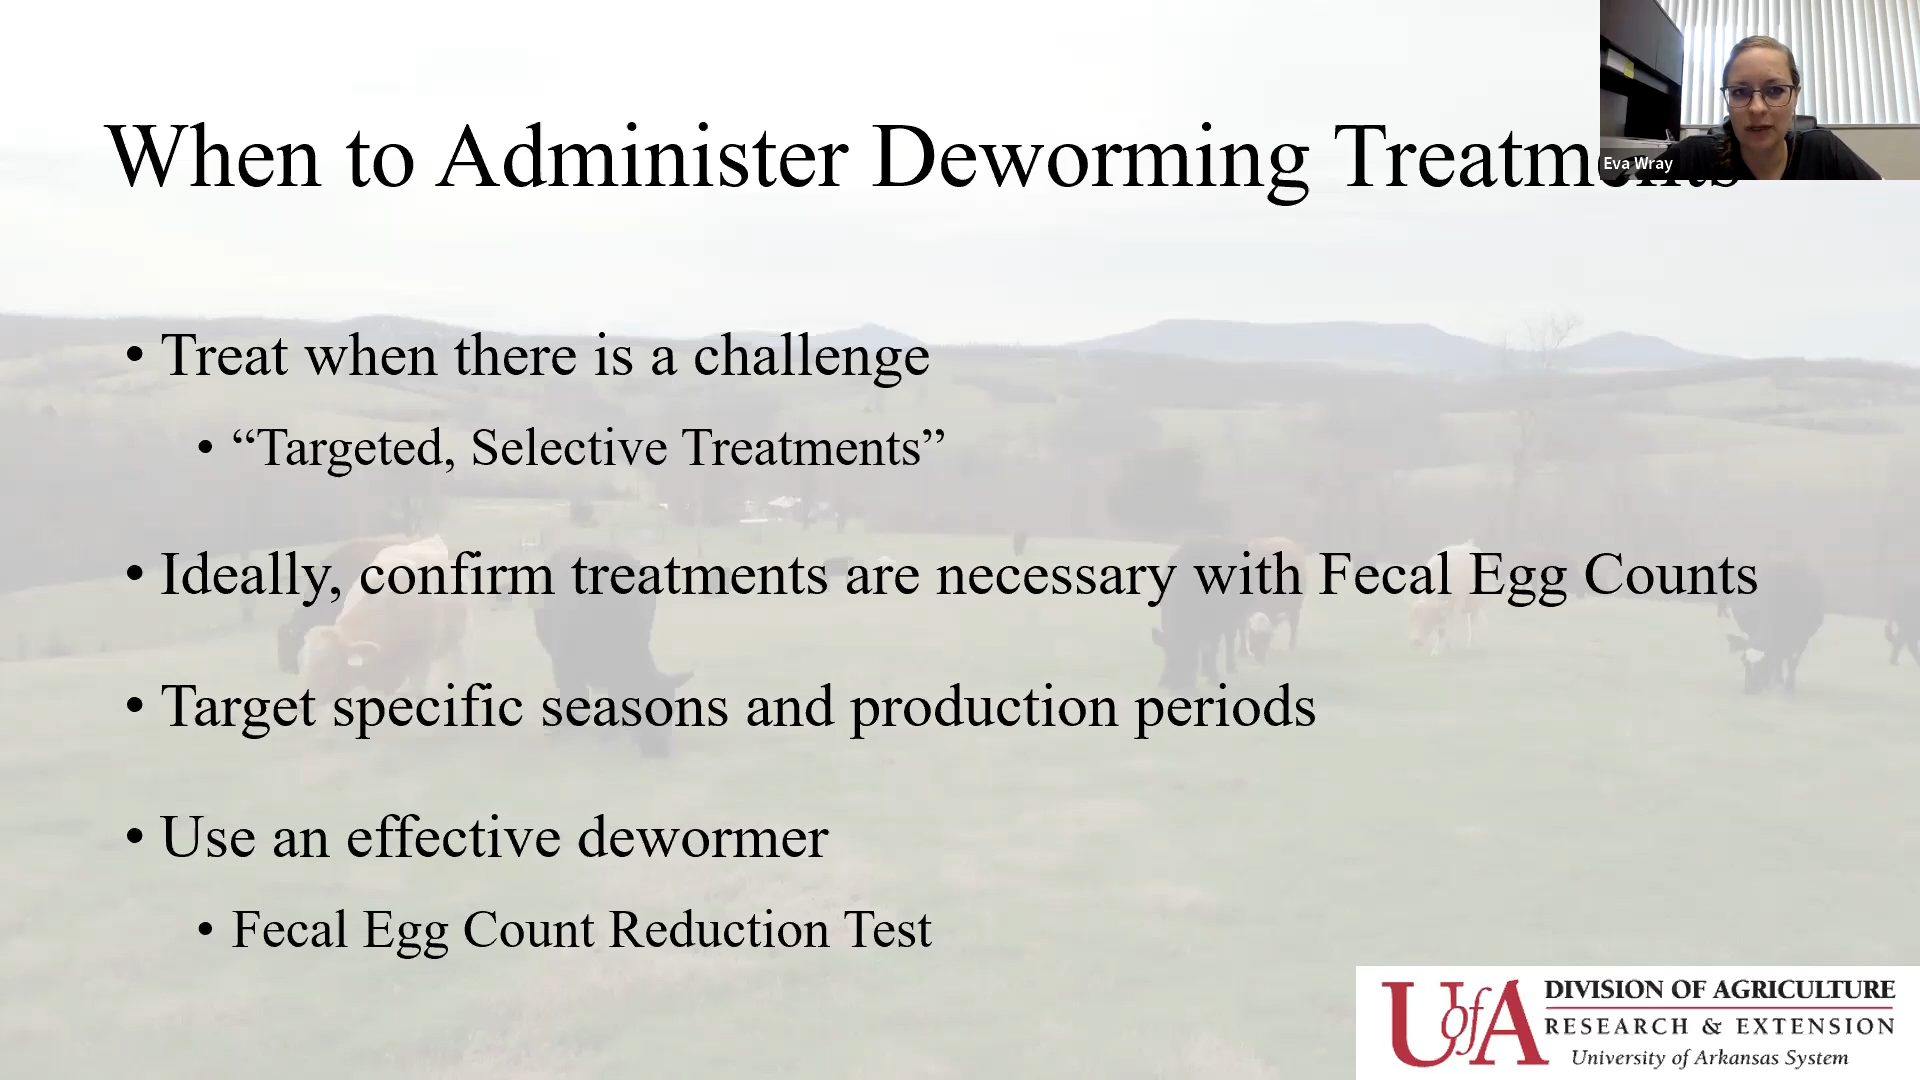 When to Administer Deworming Treatments
Eva Wray
• Treat when there is a challenge
• “Targeted, Selective Treatments”
• Ideally, confirm treatments are necessary with Fecal Egg Counts
• Target specific seasons and production periods
• Use an effective dewormer
• Fecal Egg Count Reduction Test
UofA
DIVISION OF AGRICULTURE
RESEARCH & EXTENSION
University of Arkansas System